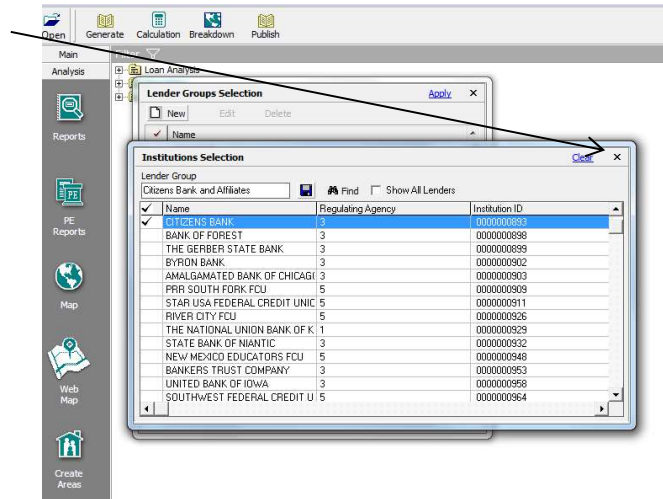 Open Generate Calculation Breakdown Publish
Main
Filter
Analysis
Loan Analysis
Reports
PE
PE
Reports
Map
Web
Map
Create
Areas
Lender Groups Selection Apply X
New Edit Delete
Name
Institutions Selection Clear X
Lender Group
Citizens Bank and Affiliates Find Show All Lenders
Name Regulating Agency Institution ID
CITIZENS BANK 3 0000000893
BANK OF FOREST 3 0000000898
THE GERBER STATE BANK 3 0000000899
BYRON BANK 3 0000000902
AMALGAMATED BANK OF CHICAG( 3 0000000903
PRR SOUTH FORK FCU 5 0000000909
STAR USA FEDERAL CREDIT UNIC 5 0000000911
RIVER CITY FCU 5 0000000926
THE NATIONAL UNION BANK OF K 1 0000000929
STATE BANK OF NIANTIC 3 0000000932
NEW MEXICO EDUCATORS FCU 5 0000000948
BANKERS TRUST COMPANY 3 0000000953
UNITED BANK OF IOWA 3 0000000958
SOUTHWEST FEDERAL CREDIT U 5 0000000964